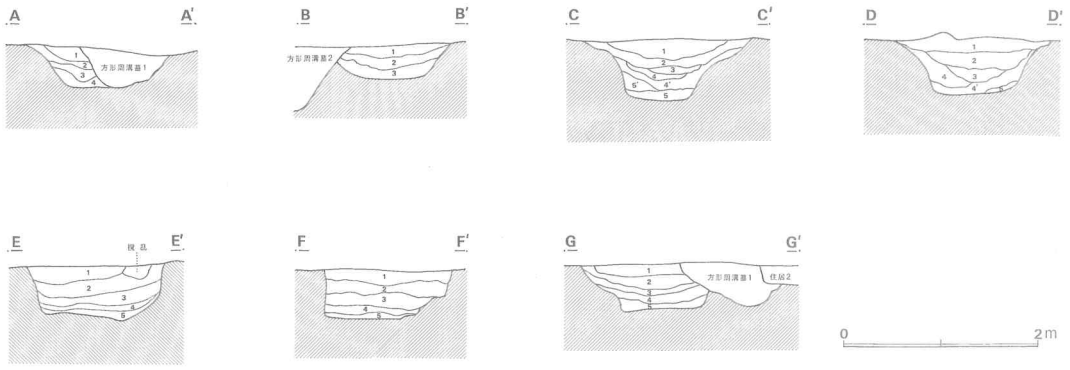 A A′ B B′ C C′ D D′
1 2 3 4 方形周溝墓1
方形周溝墓2 1 2 3
1 2 3 4 5′ 4′ 5
1 2 3 4 4′ 5
E E′ F F′ G G′
撹乱
1 2 3 4 5
1 2 3 4 5
1 2 3 4 5 方形周溝墓1 住居2
0 2m